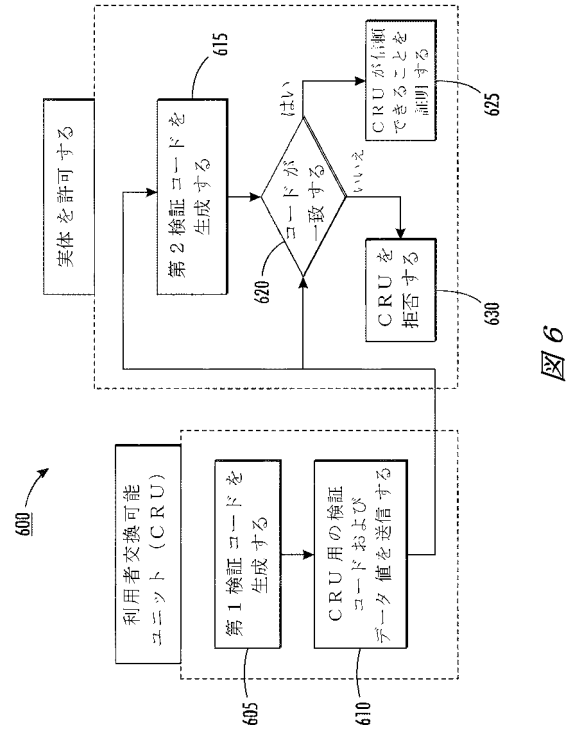 600
利用者交換可能
ユニット（CRU）
605
第1検証コードを
生成する
610
CRU用の検証
コードおよび
データ値を送信する
実体を許可する
615
第2検証コードを
生成する
620
コードが
一致する
はい
いいえ
625
CRUが信頼
できることを
証明する
630
CRUを
拒否する
図6